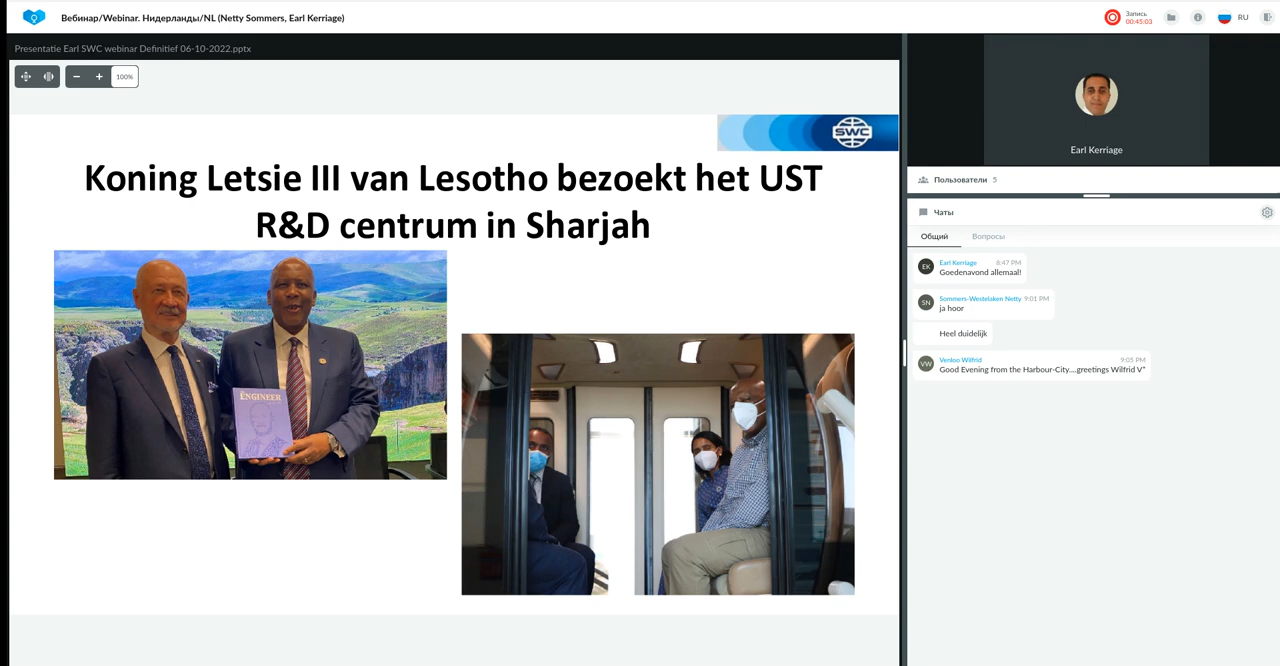 Вебинар/Webinar. Нидерланды/NL (Netty Sommers, Earl Kerriage)
Запись
00:45:03
RU
Presentatie Earl SWC webinar Definitief 06-10-2022.pptx
100%
SWC
Koning Letsie III van Lesotho bezoekt het UST
R&D centrum in Sharjah
ENGINEER
Earl Kerriage
Пользователи 5
Чаты
Общий
Вопросы
EK
Earl Kerriage 8:47 PM
Goedenavond allemaal!
SN
Sommers-Westelaken Netty 9:01 PM
ja hoor
Heel duidelijk
VW
Venloo Wilfrid 9:05 PM
Good Evening from the Harbour-City....greetings Wilfrid V"